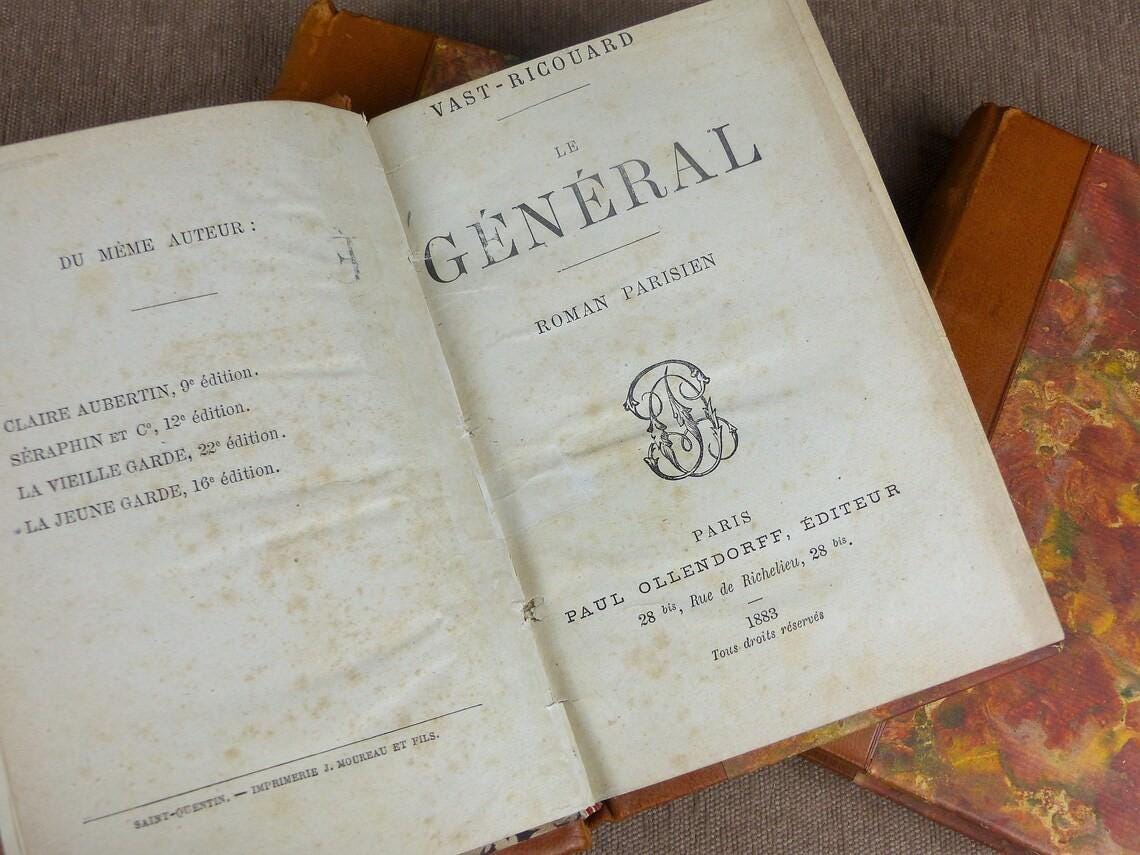 DU MÊME AUTEUR :
CLAIRE AUBERTIN, 9e édition.
SÉRAPHIN ET Co, 12e édition.
LA VIEILLE GARDE, 22e édition.
LA JEUNE GARDE, 16e édition.
SAINT-QUENTIN. — IMPRIMERIE J. MOUREAU ET FILS.
VAST-RICOUARD
LE
GÉNÉRAL
ROMAN PARISIEN
PARIS
PAUL OLLENDORFF, ÉDITEUR
28 bis, Rue de Richelieu, 28 bis.
1883
Tous droits réservés